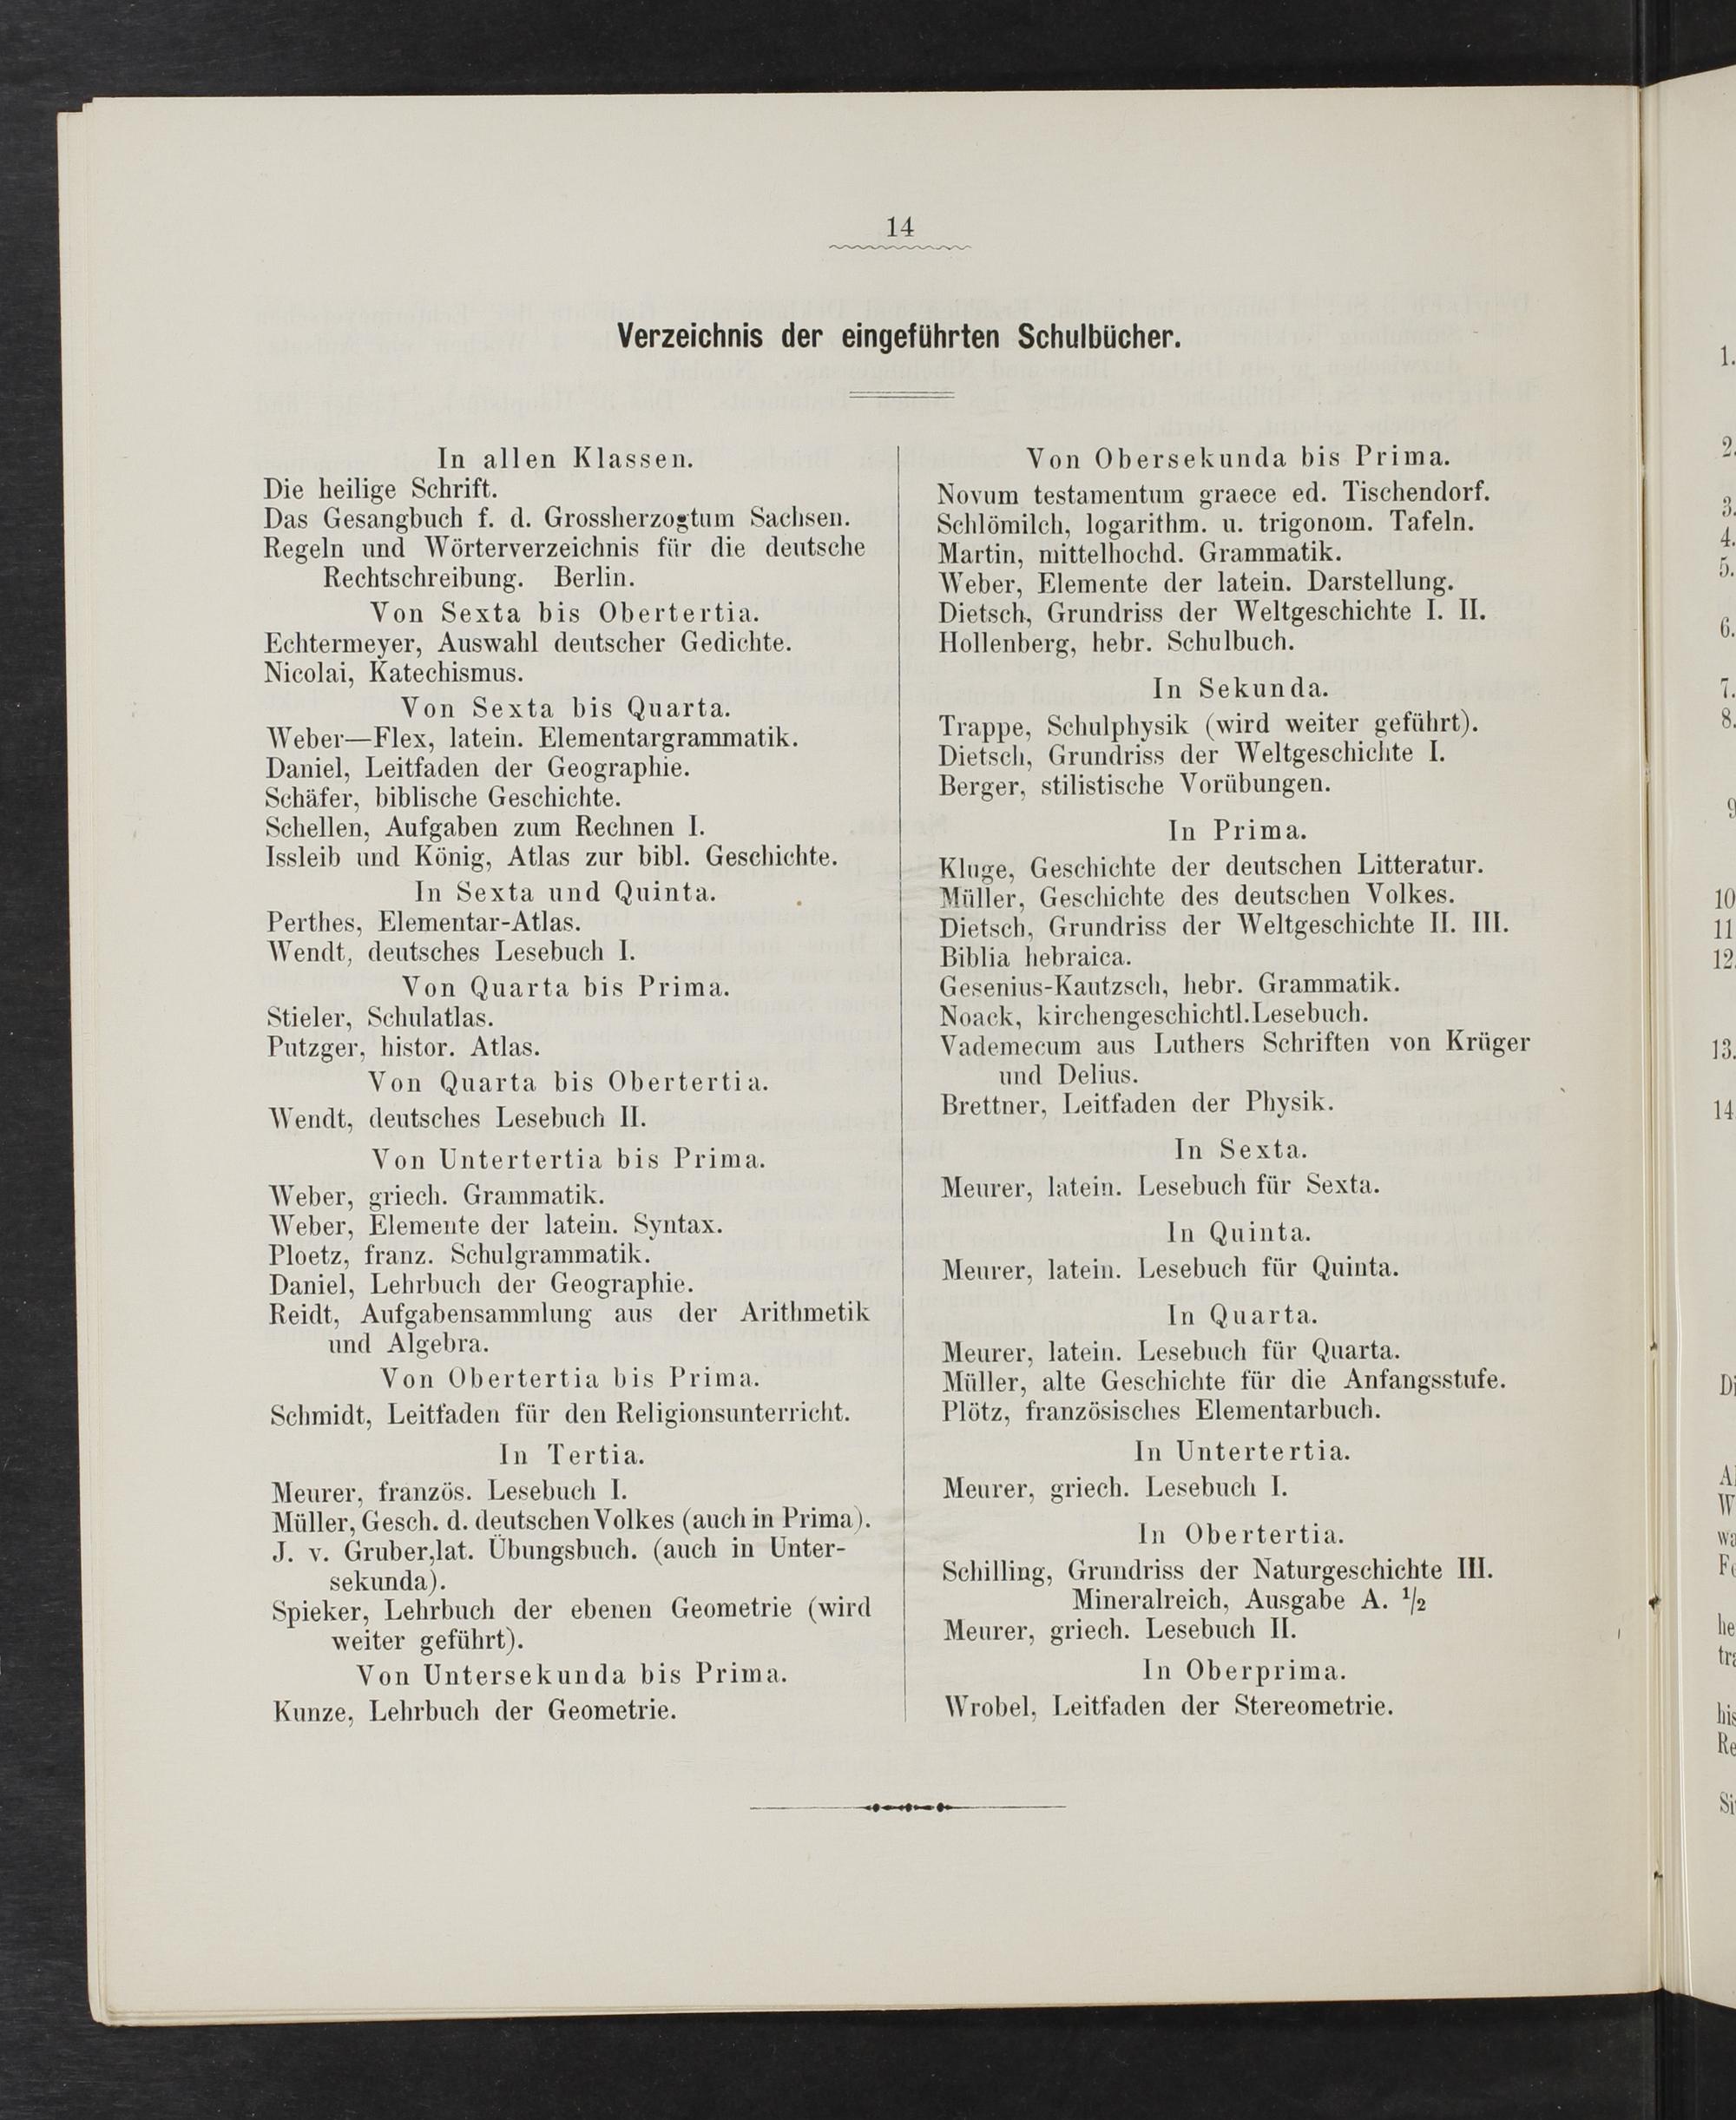 14
Verzeichnis der eingeführten Schulbücher.
In allen Klassen.
Die heilige Schrift.
Das Gesangbuch f. d. Grossherzogtum Sachsen.
Regeln und Wörterverzeichnis für die deutsche
Rechtschreibung. Berlin.
Von Sexta bis Obertertia.
Echtermeyer, Auswahl deutscher Gedichte.
Nicolai, Katechismus.
Von Sexta bis Quarta.
Weber—Flex, latein. Elementargrammatik.
Daniel, Leitfaden der Geographie.
Schäfer, biblische Geschichte.
Schellen, Aufgaben zum Rechnen I.
Issleib und König, Atlas zur bibl. Geschichte.
In Sexta und Quinta.
Perthes, Elementar-Atlas.
Wendt, deutsches Lesebuch I.
Von Quarta bis Prima.
Stieler, Schulatlas.
Putzger, histor. Atlas.
Von Quarta bis Obertertia.
Wendt, deutsches Lesebuch II.
Von Untertertia bis Prima.
Weber, griech. Grammatik.
Weber, Elemente der latein. Syntax.
Ploetz, franz. Schulgrammatik.
Daniel, Lehrbuch der Geographie.
Reidt, Aufgabensammlung aus der Arithmetik
und Algebra.
Von Obertertia bis Prima.
Schmidt, Leitfaden für den Religionsunterricht.
In Tertia.
Meurer, französ. Lesebuch I.
Müller, Gesch. d. deutschen Volkes (auch in Prima).
J. v. Gruber,lat. Übungsbuch. (auch in Unter-
sekunda).
Spieker, Lehrbuch der ebenen Geometrie (wird
weiter geführt).
Von Untersekunda bis Prima.
Kunze, Lehrbuch der Geometrie.
Von Obersekunda bis Prima.
Novum testamentum graece ed. Tischendorf.
Schlömilch, logarithm. u. trigonom. Tafeln.
Martin, mittelhochd. Grammatik.
Weber, Elemente der latein. Darstellung.
Dietsch, Grundriss der Weltgeschichte I. II.
Hollenberg, hebr. Schulbuch.
In Sekunda.
Trappe, Schulphysik (wird weiter geführt).
Dietsch, Grundriss der Weltgeschichte I.
Berger, stilistische Vorübungen.
In Prima.
Kluge, Geschichte der deutschen Litteratur.
Müller, Geschichte des deutschen Volkes.
Dietsch, Grundriss der Weltgeschichte II. III.
Biblia hebraica.
Gesenius-Kautzsch, hebr. Grammatik.
Noack, kirchengeschichtl.Lesebuch.
Vademecum aus Luthers Schriften von Krüger
und Delius.
Brettner, Leitfaden der Physik.
In Sexta.
Meurer, latein. Lesebuch für Sexta.
In Quinta.
Meurer, latein. Lesebuch für Quinta.
In Quarta.
Meurer, latein. Lesebuch für Quarta.
Müller, alte Geschichte für die Anfangsstufe.
Plötz, französisches Elementarbuch.
In Untertertia.
Meurer, griech. Lesebuch I.
In Obertertia.
Schilling, Grundriss der Naturgeschichte III.
Mineralreich, Ausgabe A. 1/2
Meurer, griech. Lesebuch II.
In Oberprima.
Wrobel, Leitfaden der Stereometrie.
1.
2.
3.
4.
5.
6.
7.
8.
9
10
11
12.
13.
14